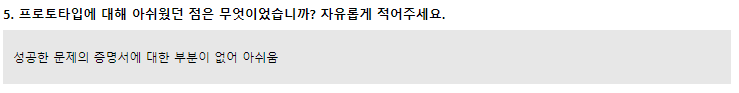 5. 프로토타입에 대해 아쉬웠던 점은 무엇이었습니까? 자유롭게 적어주세요.
성공한 문제의 증명서에 대한 부분이 없어 아쉬움